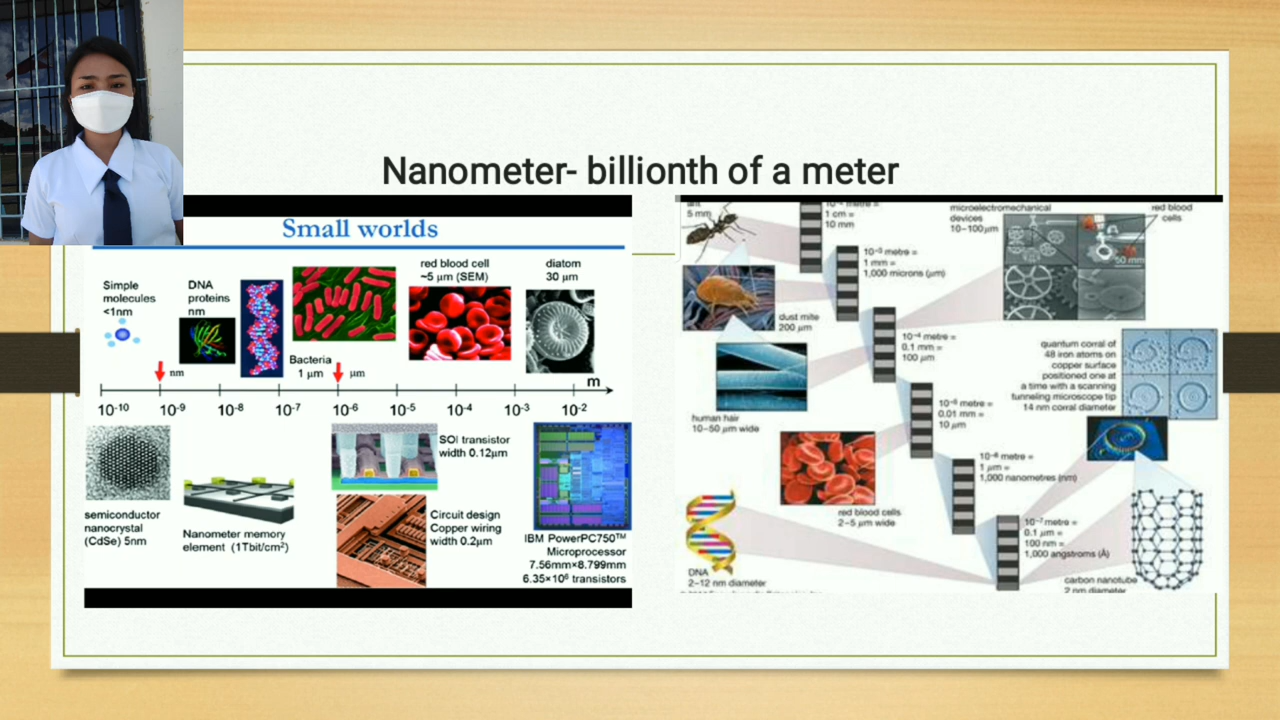 Nanometer- billionth of a meter
Small worlds
Simple
molecules
<1nm
DNA
proteins
nm
Bacteria
1 μm
red blood cell
~5 μm (SEM)
diatom
30 μm
nm
μm
m
10-10
10-9
10-8
10-7
10-6
10-5
10-4
10-3
10-2
semiconductor
nanocrystal
(CdSe) 5nm
Nanometer memory
element (1Tbit/cm²)
SOI transistor
width 0.12μm
Circuit design
Copper wiring
width 0.2μm
IBM PowerPC750™
Microprocessor
7.56mm×8.799mm
6.35×10⁶ transistors
ant
5 mm
1 cm =
10 mm
microelectromechanical
devices
10–100 μm
red blood
cells
50 mm
10⁻³ metre =
1 mm =
1,000 microns (μm)
dust mite
200 μm
10⁻⁴ metre =
0.1 mm =
100 μm
quantum corral of
48 iron atoms on
copper surface
positioned one at
a time with a scanning
tunneling microscope tip
14 nm corral diameter
human hair
10–50 μm wide
metre =
0.01 mm =
10 μm
metre =
1 μm =
1,000 nanometres (nm)
red blood cells
2–5 μm wide
10⁻⁷ metre =
0.1 μm =
100 nm =
1,000 angstroms (Å)
DNA
2–12 nm diameter
carbon nanotube
2 nm diameter